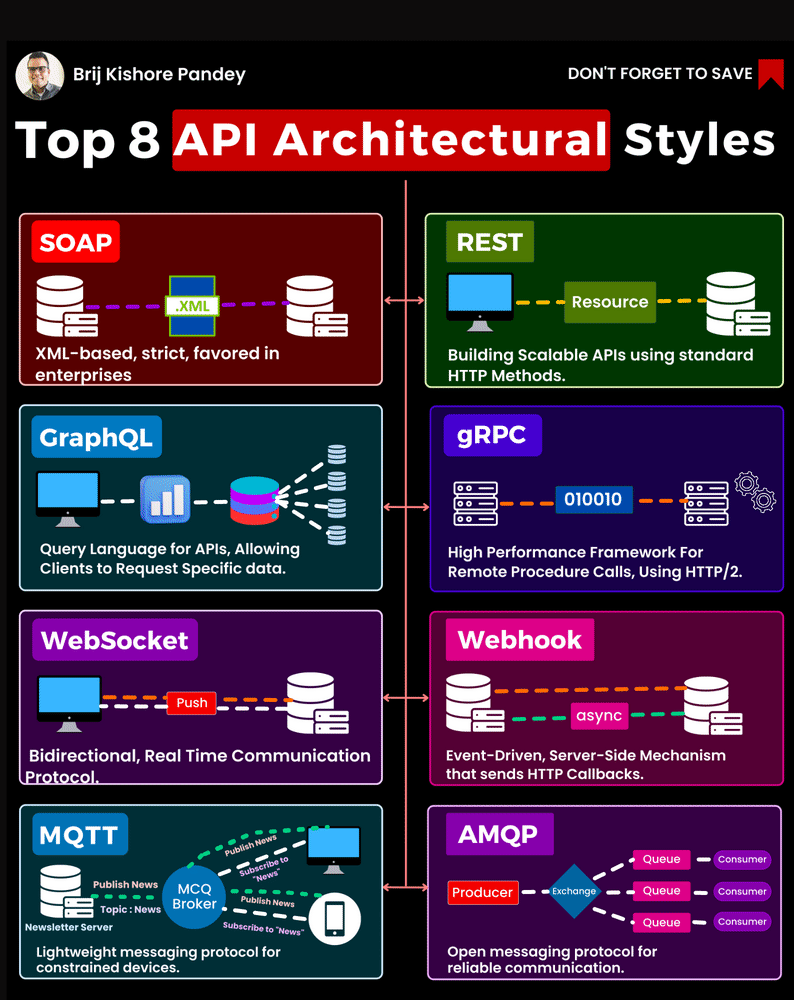 Brij Kishore Pandey
DON'T FORGET TO SAVE
Top 8 API Architectural Styles
SOAP
.XML
XML-based, strict, favored in
enterprises
REST
Resource
Building Scalable APIs using standard
HTTP Methods.
GraphQL
Query Language for APIs, Allowing
Clients to Request Specific data.
gRPC
010010
High Performance Framework For
Remote Procedure Calls, Using HTTP/2.
WebSocket
Push
Bidirectional, Real Time Communication
Protocol.
Webhook
async
Event-Driven, Server-Side Mechanism
that sends HTTP Callbacks.
MQTT
Publish News
Topic : News
Newsletter Server
MCQ
Broker
Publish News
Subscribe to
"News"
Publish News
Subscribe to "News"
Lightweight messaging protocol for
constrained devices.
AMQP
Producer
Exchange
Queue
Consumer
Queue
Consumer
Queue
Consumer
Open messaging protocol for
reliable communication.